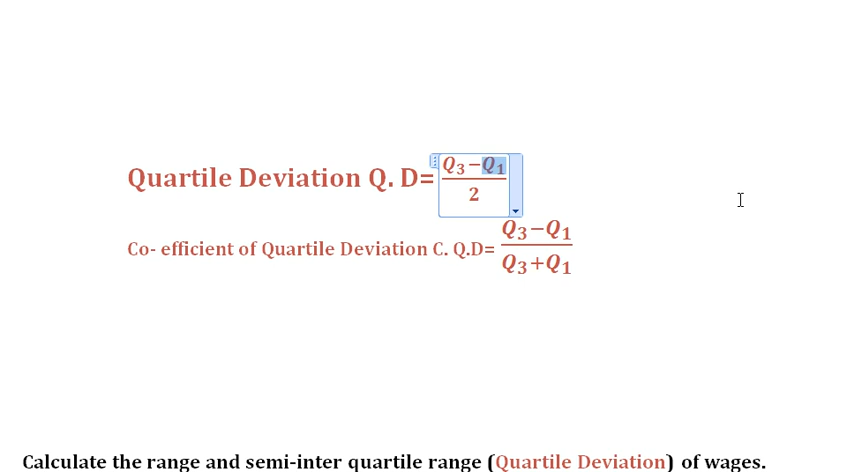 Quartile Deviation Q. D= Q₃−Q₁ / 2
Co- efficient of Quartile Deviation C. Q.D= Q₃−Q₁ / Q₃+Q₁
Calculate the range and semi-inter quartile range (Quartile Deviation) of wages.